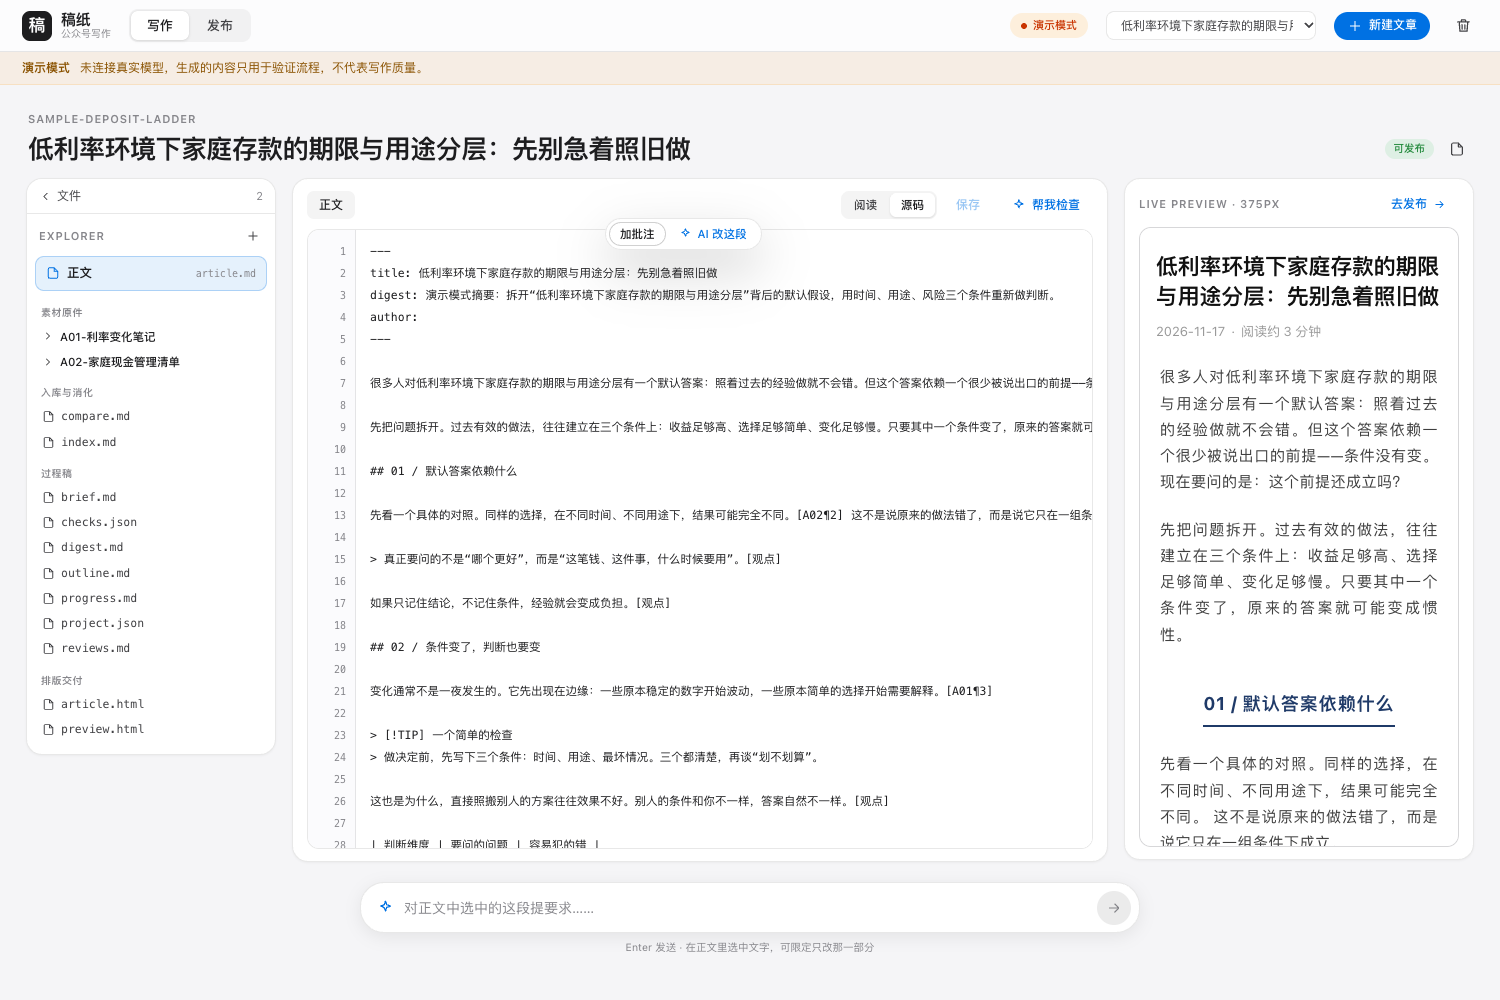 稿 稿纸 公众号写作 写作 发布 演示模式 低利率环境下家庭存款的期限与 新建文章
演示模式 未连接真实模型，生成的内容只用于验证流程，不代表写作质量。
SAMPLE-DEPOSIT-LADDER
低利率环境下家庭存款的期限与用途分层：先别急着照旧做
可发布
文件 2
EXPLORER
正文 article.md
素材原件
A01-利率变化笔记
A02-家庭现金管理清单
入库与消化
compare.md
index.md
过程稿
brief.md
checks.json
digest.md
outline.md
progress.md
project.json
reviews.md
排版交付
article.html
preview.html
正文 阅读 源码 保存 帮我检查
加批注 AI 改这段
1 ---
2 title: 低利率环境下家庭存款的期限与用途分层：先别急着照旧做
3 digest: 演示模式摘要：拆开“低利率环境下家庭存款的期限与用途分层”背后的默认假设，用时间、用途、风险三个条件重新做判断。
4 author:
5 ---
6
7 很多人对低利率环境下家庭存款的期限与用途分层有一个默认答案：照着过去的经验做就不会错。但这个答案依赖一个很少被说出口的前提——条
8
9 先把问题拆开。过去有效的做法，往往建立在三个条件上：收益足够高、选择足够简单、变化足够慢。只要其中一个条件变了，原来的答案就可
10
11 ## 01 / 默认答案依赖什么
12
13 先看一个具体的对照。同样的选择，在不同时间、不同用途下，结果可能完全不同。[A02¶2] 这不是说原来的做法错了，而是说它只在一组条
14
15 > 真正要问的不是“哪个更好”，而是“这笔钱、这件事，什么时候要用”。[观点]
16
17 如果只记住结论，不记住条件，经验就会变成负担。[观点]
18
19 ## 02 / 条件变了，判断也要变
20
21 变化通常不是一夜发生的。它先出现在边缘：一些原本稳定的数字开始波动，一些原本简单的选择开始需要解释。[A01¶3]
22
23 > [!TIP] 一个简单的检查
24 > 做决定前，先写下三个条件：时间、用途、最坏情况。三个都清楚，再谈“划不划算”。
25
26 这也是为什么，直接照搬别人的方案往往效果不好。别人的条件和你不一样，答案自然不一样。[观点]
27
28 | 判断维度 | 要问的问题 | 容易犯的错 |
LIVE PREVIEW · 375PX 去发布
低利率环境下家庭存款的期限
与用途分层：先别急着照旧做
2026-11-17 · 阅读约 3 分钟
很多人对低利率环境下家庭存款的期限
与用途分层有一个默认答案：照着过去
的经验做就不会错。但这个答案依赖一
个很少被说出口的前提——条件没有变。
现在要问的是：这个前提还成立吗？
先把问题拆开。过去有效的做法，往往
建立在三个条件上：收益足够高、选择
足够简单、变化足够慢。只要其中一个
条件变了，原来的答案就可能变成惯
性。
01 / 默认答案依赖什么
先看一个具体的对照。同样的选择，在
不同时间、不同用途下，结果可能完全
不同。 这不是说原来的做法错了，而是
说它只在一组条件下成立
对正文中选中的这段提要求……
Enter 发送 · 在正文里选中文字，可限定只改那一部分